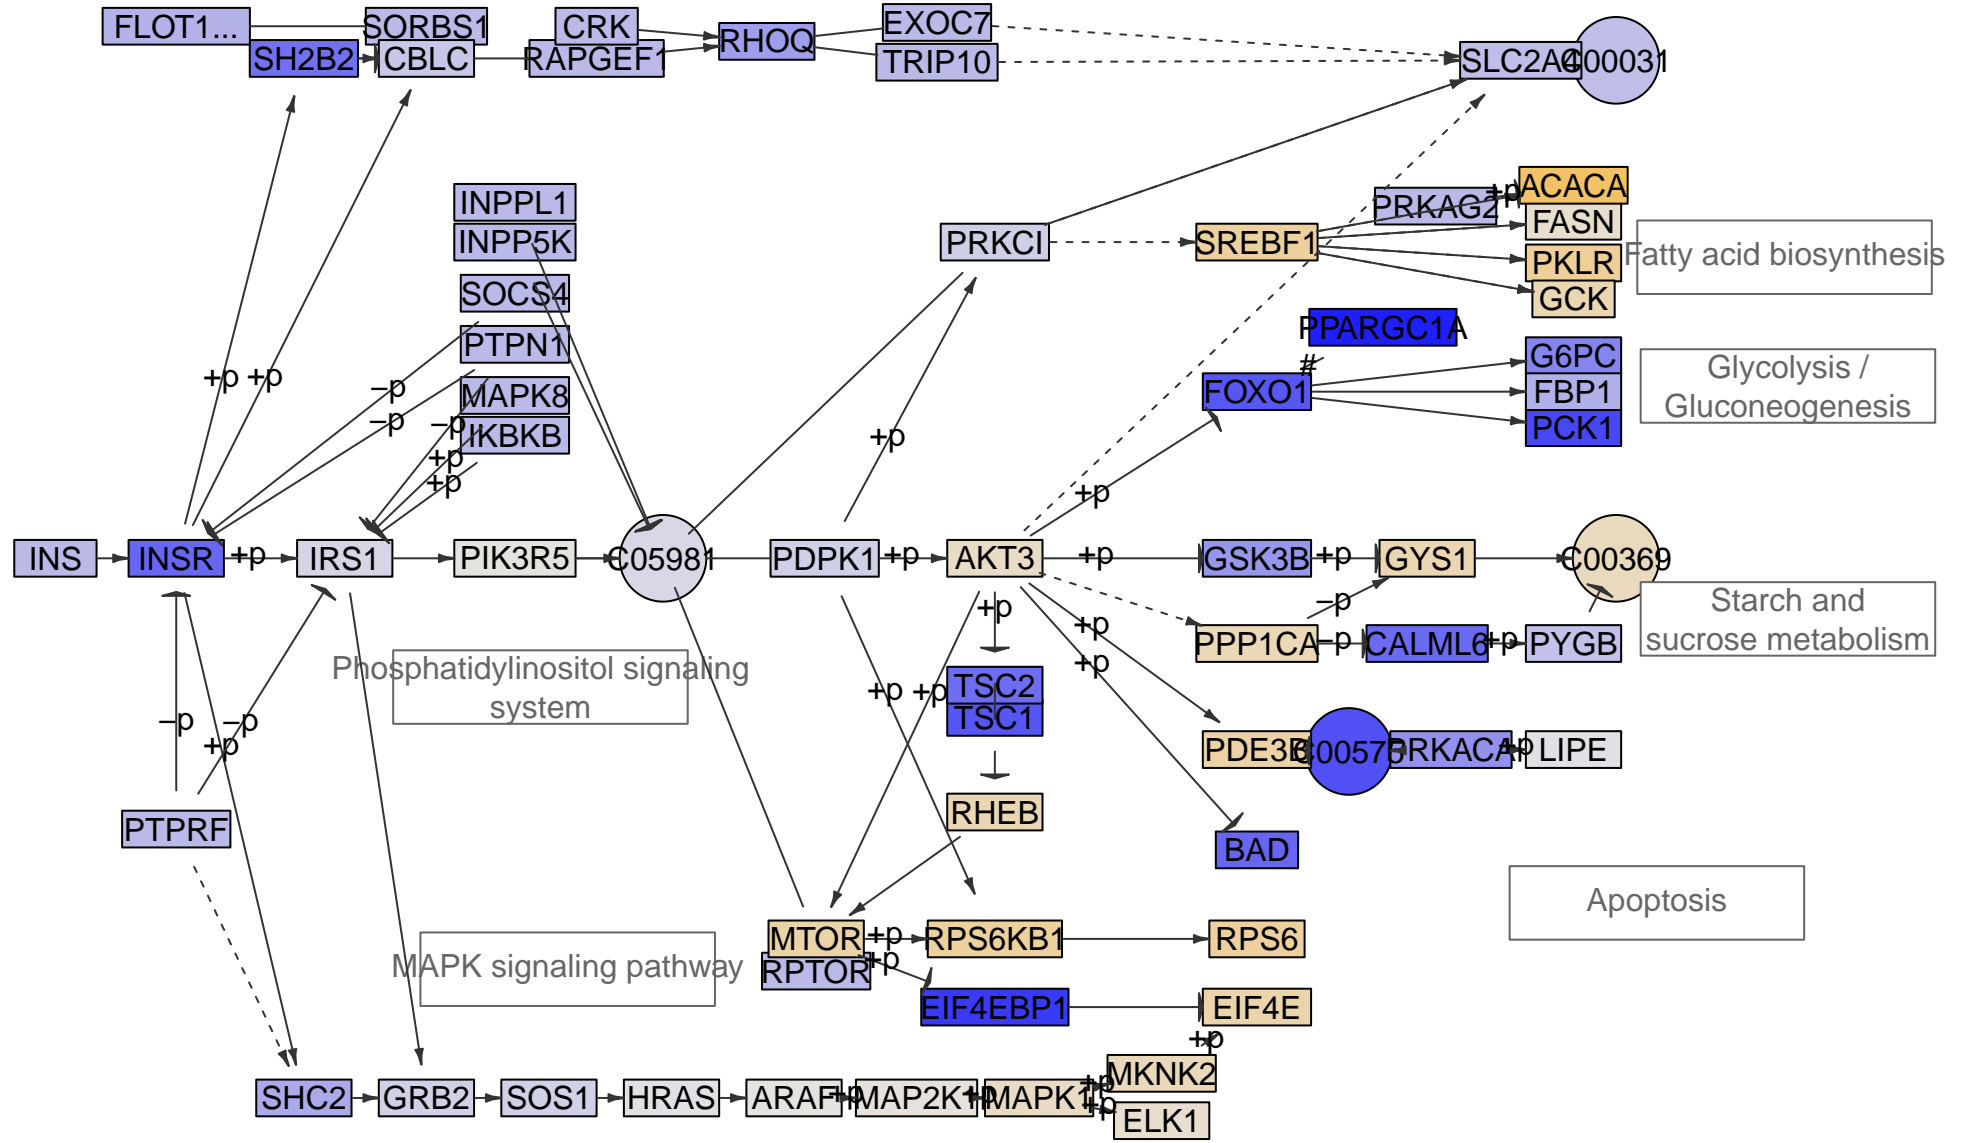 FLOT1...
SORBS1
CRK
EXOC7
SH2B2
CBLC
RAPGEF1
RHOQ
TRIP10
SLC2A4
C00031
INPPL1
INPP5K
PRKCI
SREBF1
PRKAG2
+p
ACACA
FASN
PKLR
GCK
Fatty acid biosynthesis
SOCS4
PTPN1
MAPK8
IKBKB
+p
+p
−p
−p
−p
+p
+p
+p
PPARGC1A
#
FOXO1
G6PC
FBP1
PCK1
Glycolysis /
Gluconeogenesis
+p
INS
INSR
+p
IRS1
PIK3R5
C05981
PDPK1
+p
AKT3
+p
GSK3B
+p
GYS1
C00369
+p
+p
+p
−p
PPP1CA
−p
CALML6
+p
PYGB
Starch and
sucrose metabolism
Phosphatidylinositol signaling
system
−p
−p
+p
+p
+p
TSC2
TSC1
PDE3B
C00575
PRKACA
+p
LIPE
PTPRF
RHEB
BAD
Apoptosis
MAPK signaling pathway
MTOR
+p
RPS6KB1
RPS6
RPTOR
+p
EIF4EBP1
EIF4E
+p
SHC2
GRB2
SOS1
HRAS
ARAF
+p
MAP2K1
+p
MAPK1
+p
+p
MKNK2
ELK1